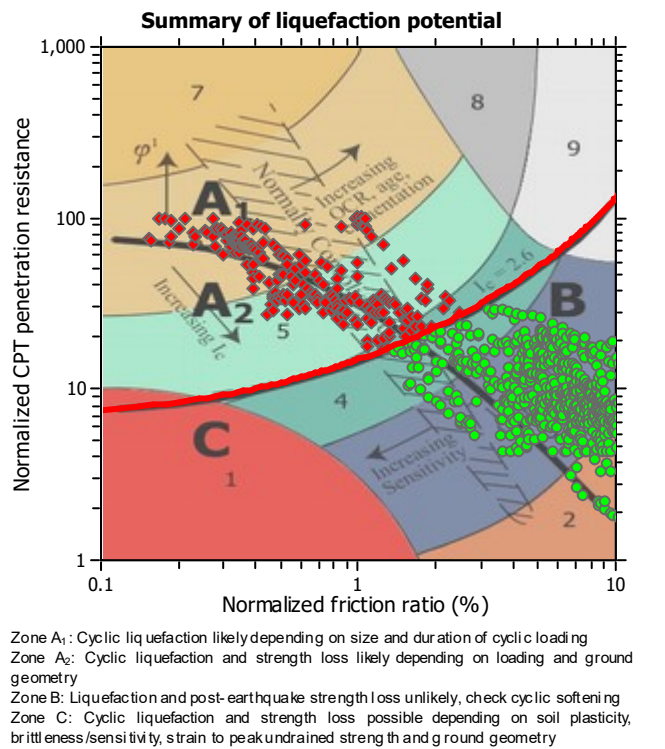 Summary of liquefaction potential
1,000
100
10
1
Normalized CPT penetration resistance
0.1
1
10
Normalized friction ratio (%)
7
8
9
φ'
A1
Increasing
OCR, age,
Normally
A2
Increasing Ic
5
Ic = 2.6
B
4
C
1
Increasing
Sensitivity
2
Zone A1: Cyclic liquefaction likely depending on size and duration of cyclic loading
Zone A2: Cyclic liquefaction and strength loss likely depending on loading and ground
geometry
Zone B: Liquefaction and post-earthquake strength loss unlikely, check cyclic softening
Zone C: Cyclic liquefaction and strength loss possible depending on soil plasticity,
brittleness/sensitivity, strain to peak undrained strength and ground geometry